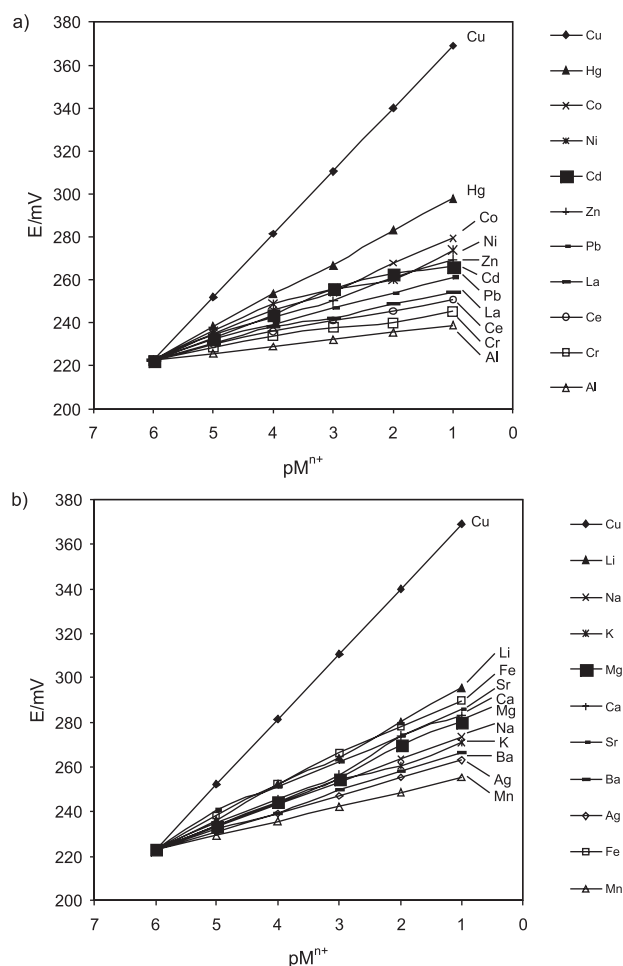 a)
380
360
340
320
300
280
260
240
220
200
E/mV
7 6 5 4 3 2 1 0
pMⁿ⁺
Cu
Hg
Co
Ni
Zn
Cd
Pb
La
Ce
Cr
Al
Cu
Hg
Co
Ni
Cd
Zn
Pb
La
Ce
Cr
Al
b)
380
360
340
320
300
280
260
240
220
200
E/mV
7 6 5 4 3 2 1 0
pMⁿ⁺
Cu
Li
Fe
Sr
Ca
Mg
Na
K
Ba
Ag
Mn
Cu
Li
Na
K
Mg
Ca
Sr
Ba
Ag
Fe
Mn